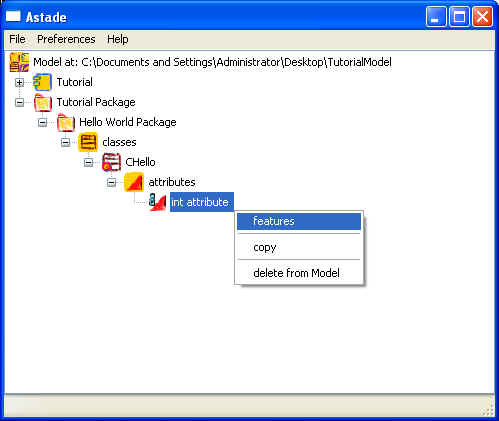 Astade
File Preferences Help
Model at: C:\Documents and Settings\Administrator\Desktop\TutorialModel
Tutorial
Tutorial Package
Hello World Package
classes
CHello
attributes
int attribute
features
copy
delete from Model